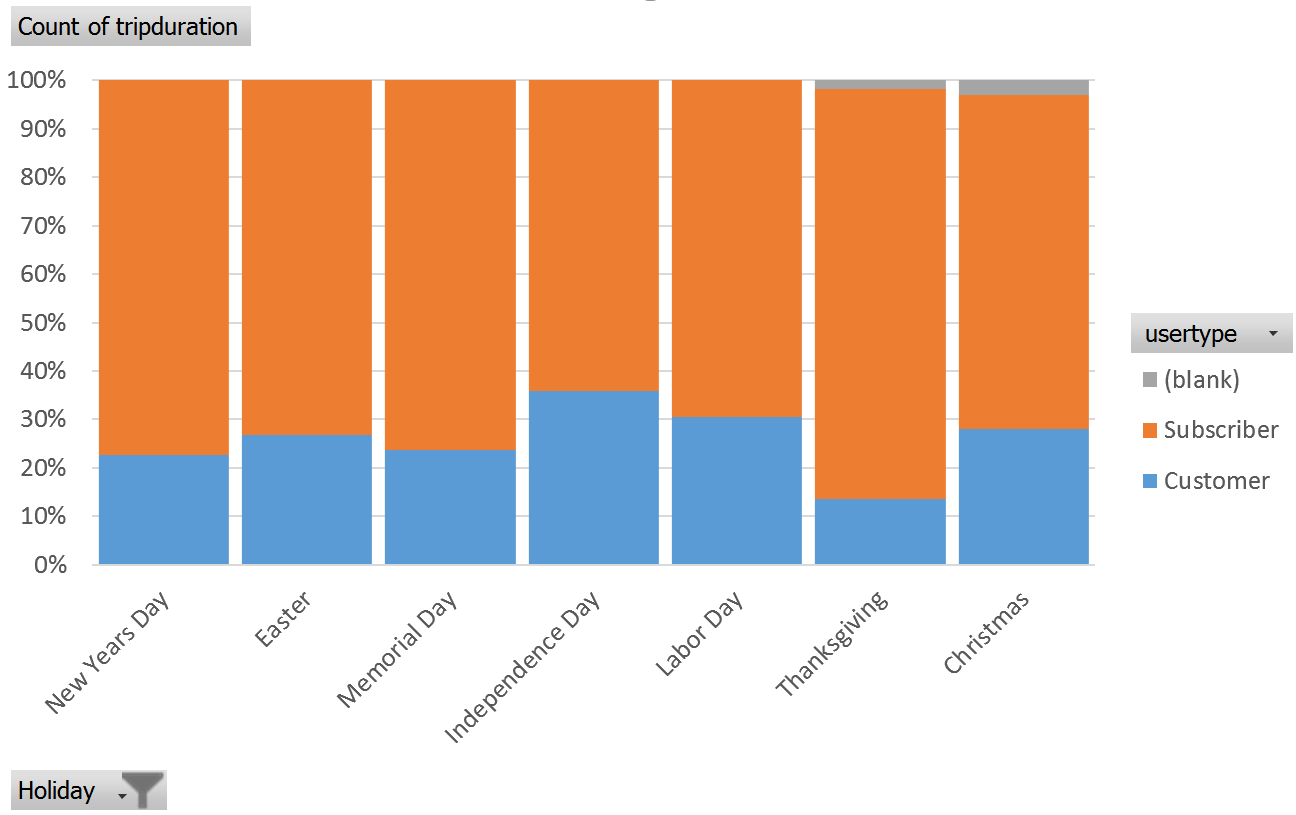 Count of tripduration
100%
90%
80%
70%
60%
50%
40%
30%
20%
10%
0%
New Years Day
Easter
Memorial Day
Independence Day
Labor Day
Thanksgiving
Christmas
usertype
(blank)
Subscriber
Customer
Holiday